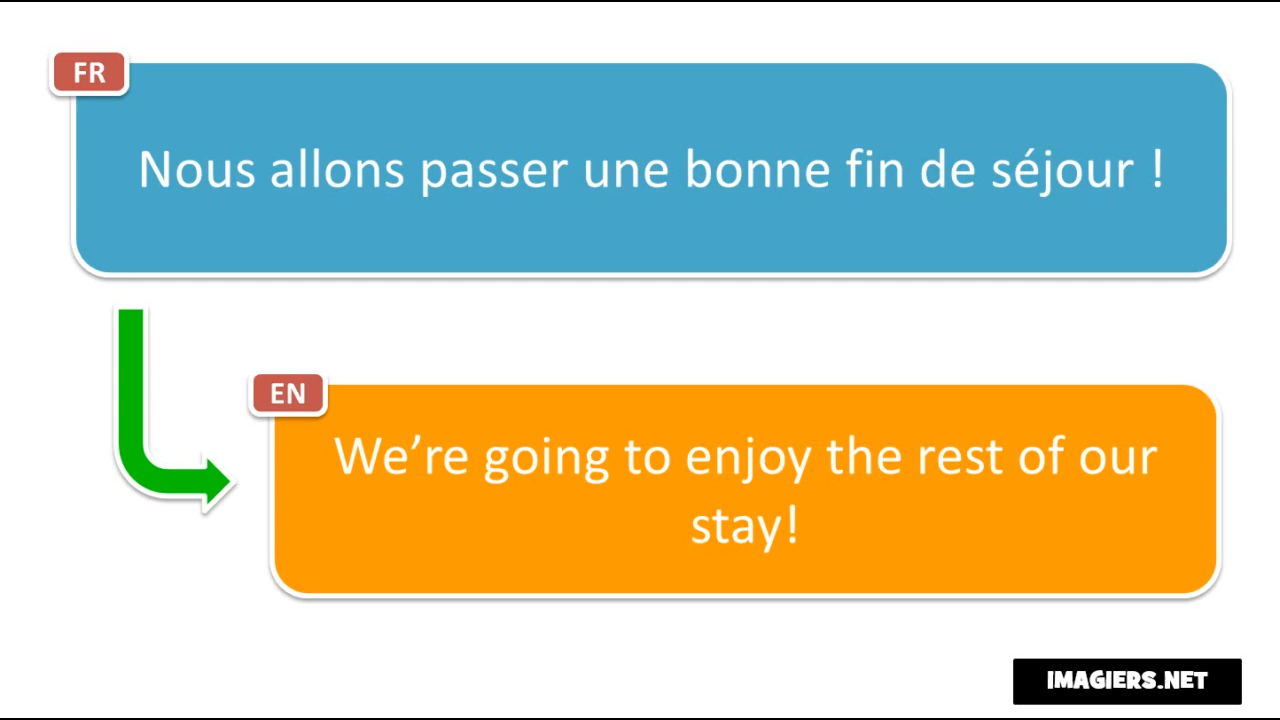 FR
Nous allons passer une bonne fin de séjour !
EN
We’re going to enjoy the rest of our
stay!
IMAGIERS.NET